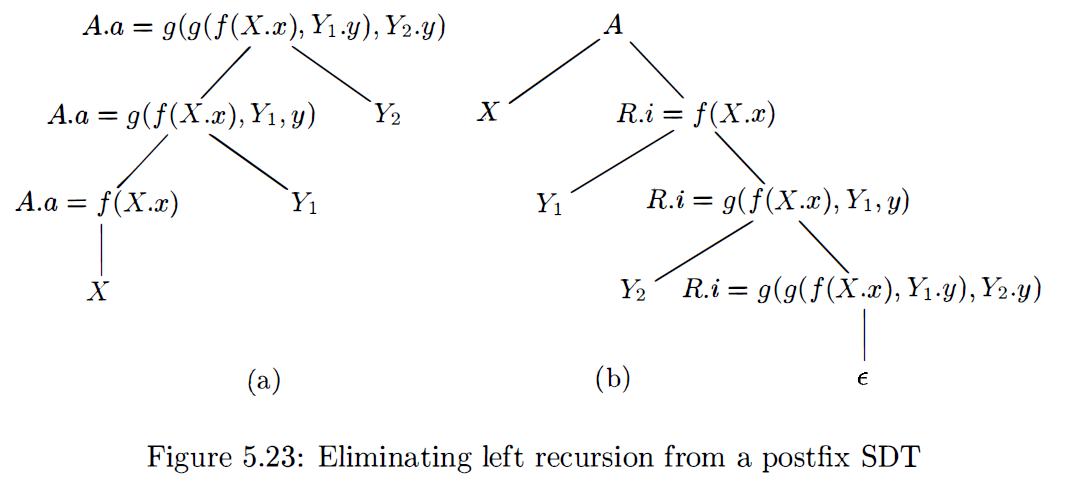 A.a = g(g(f(X.x), Y₁.y), Y₂.y)
A
A.a = g(f(X.x), Y₁, y)
Y₂
X
R.i = f(X.x)
A.a = f(X.x)
Y₁
Y₁
R.i = g(f(X.x), Y₁, y)
X
Y₂
R.i = g(g(f(X.x), Y₁.y), Y₂.y)
(a)
(b)
ϵ
Figure 5.23: Eliminating left recursion from a postfix SDT